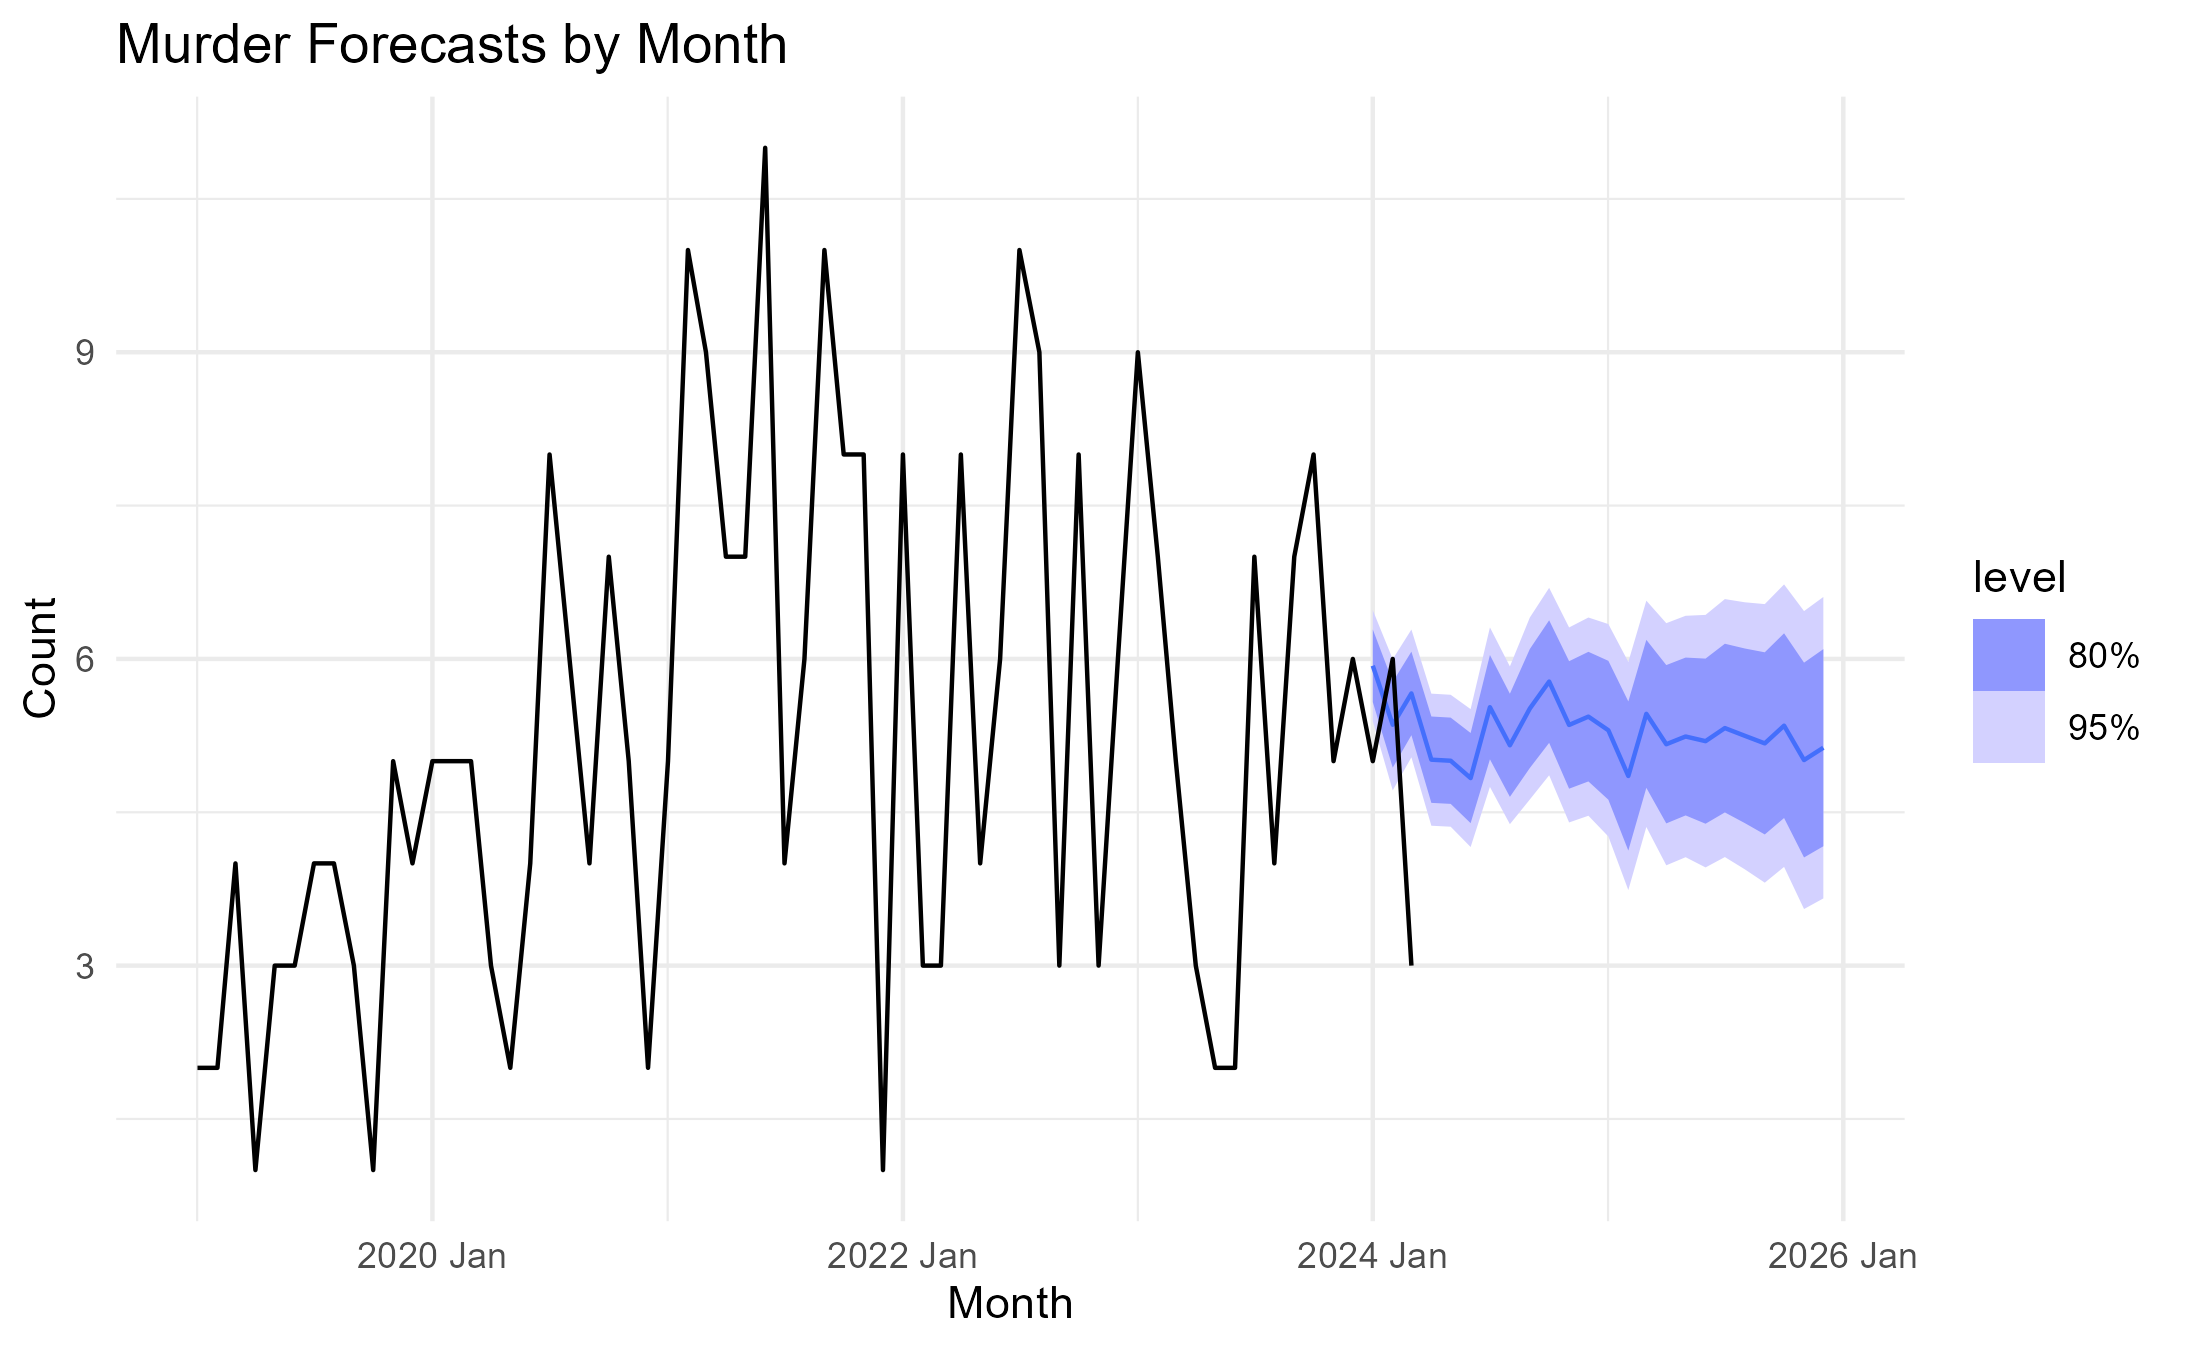 Murder Forecasts by Month
Count
9
6
3
2020 Jan
2022 Jan
2024 Jan
2026 Jan
Month
level
80%
95%